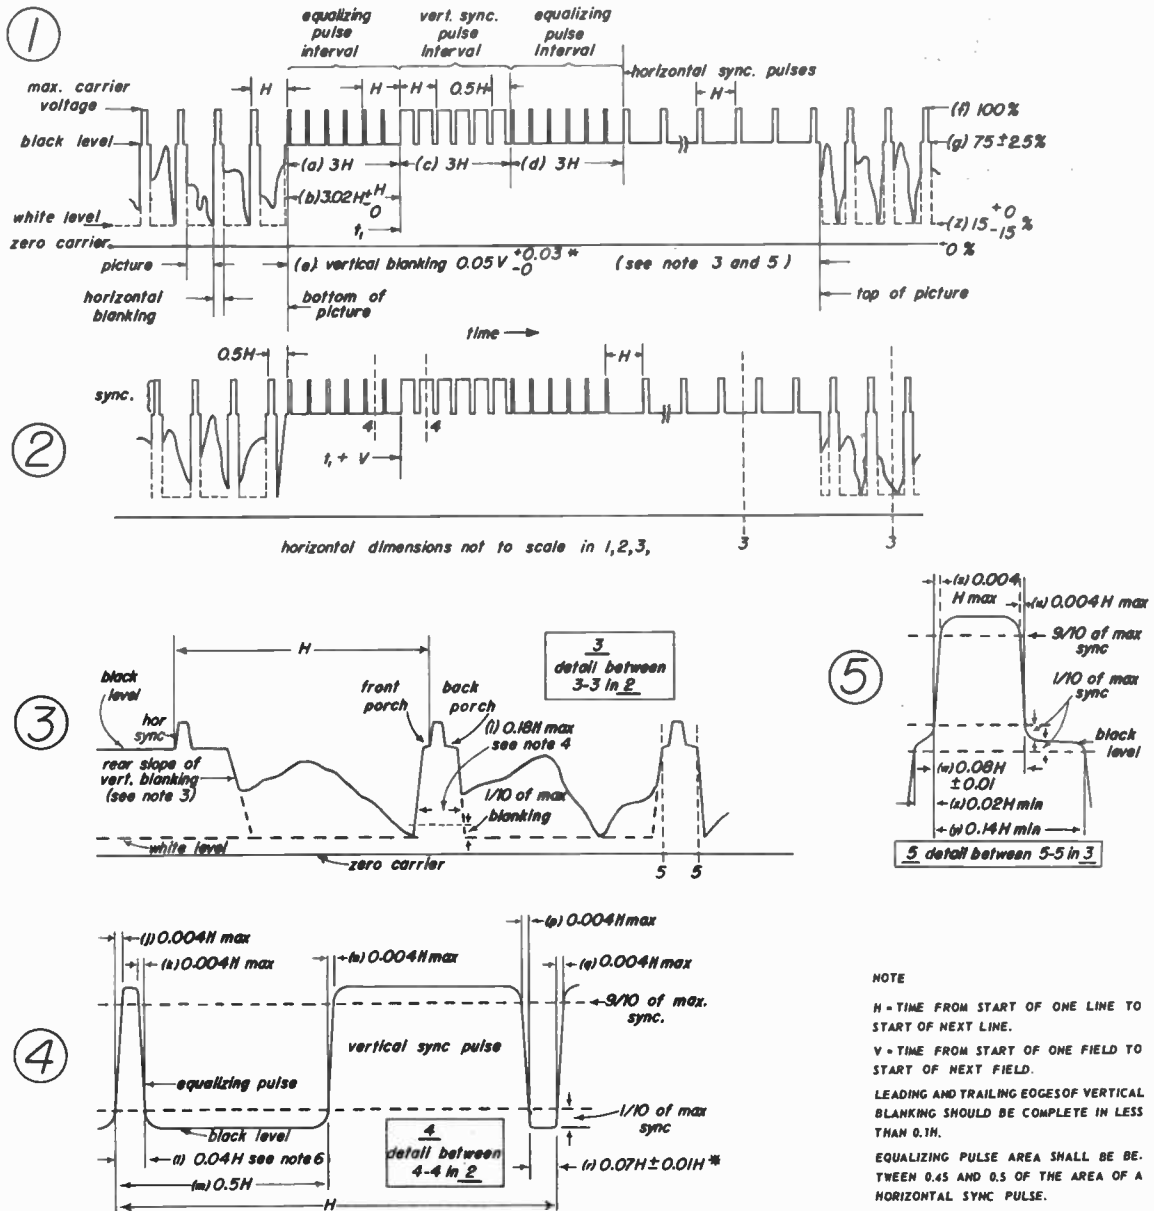 1
equalizing pulse interval
vert. sync. pulse interval
equalizing pulse interval
horizontal sync. pulses
max. carrier voltage
H
H
H
0.5H
H
(f) 100%
black level
(g) 75±2.5%
(a) 3H
(c) 3H
(d) 3H
(b) 3.02H +H -0
white level
(z) 15 +0 -15 %
t₁
zero carrier
0%
picture
(e) vertical blanking 0.05V +0.03 * -0
(see note 3 and 5)
horizontal blanking
bottom of picture
top of picture
time
2
0.5H
H
sync.
4
4
t₁ + V
horizontal dimensions not to scale in 1,2,3,
3
3
3
H
3
detail between
3-3 in 2
black level
front porch
back porch
hor sync
(l) 0.18H max
see note 4
rear slope of
vert. blanking
(see note 3)
1/10 of max blanking
white level
zero carrier
5
5
5
(s) 0.004 H max
(u) 0.004H max
9/10 of max sync
1/10 of max sync
black level
(w) 0.08H ±0.01
(x) 0.02H min
(y) 0.14H min
5 detail between 5-5 in 3
4
(j) 0.004H max
(k) 0.004H max
(n) 0.004H max
(p) 0.004H max
(q) 0.004H max
9/10 of max. sync.
vertical sync pulse
equalizing pulse
black level
1/10 of max sync
4
detail between
4-4 in 2
0.04H see note 6
(m) 0.5H
(r) 0.07H±0.01H *
H
NOTE
H = TIME FROM START OF ONE LINE TO
START OF NEXT LINE.
V = TIME FROM START OF ONE FIELD TO
START OF NEXT FIELD.
LEADING AND TRAILING EDGES OF VERTICAL
BLANKING SHOULD BE COMPLETE IN LESS
THAN 0.1H.
EQUALIZING PULSE AREA SHALL BE BE-
TWEEN 0.45 AND 0.5 OF THE AREA OF A
HORIZONTAL SYNC PULSE.